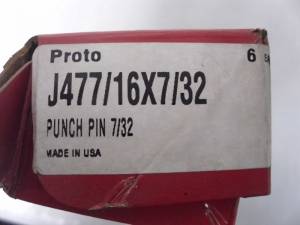 Proto 6
J477/16X7/32
PUNCH PIN 7/32
MADE IN USA